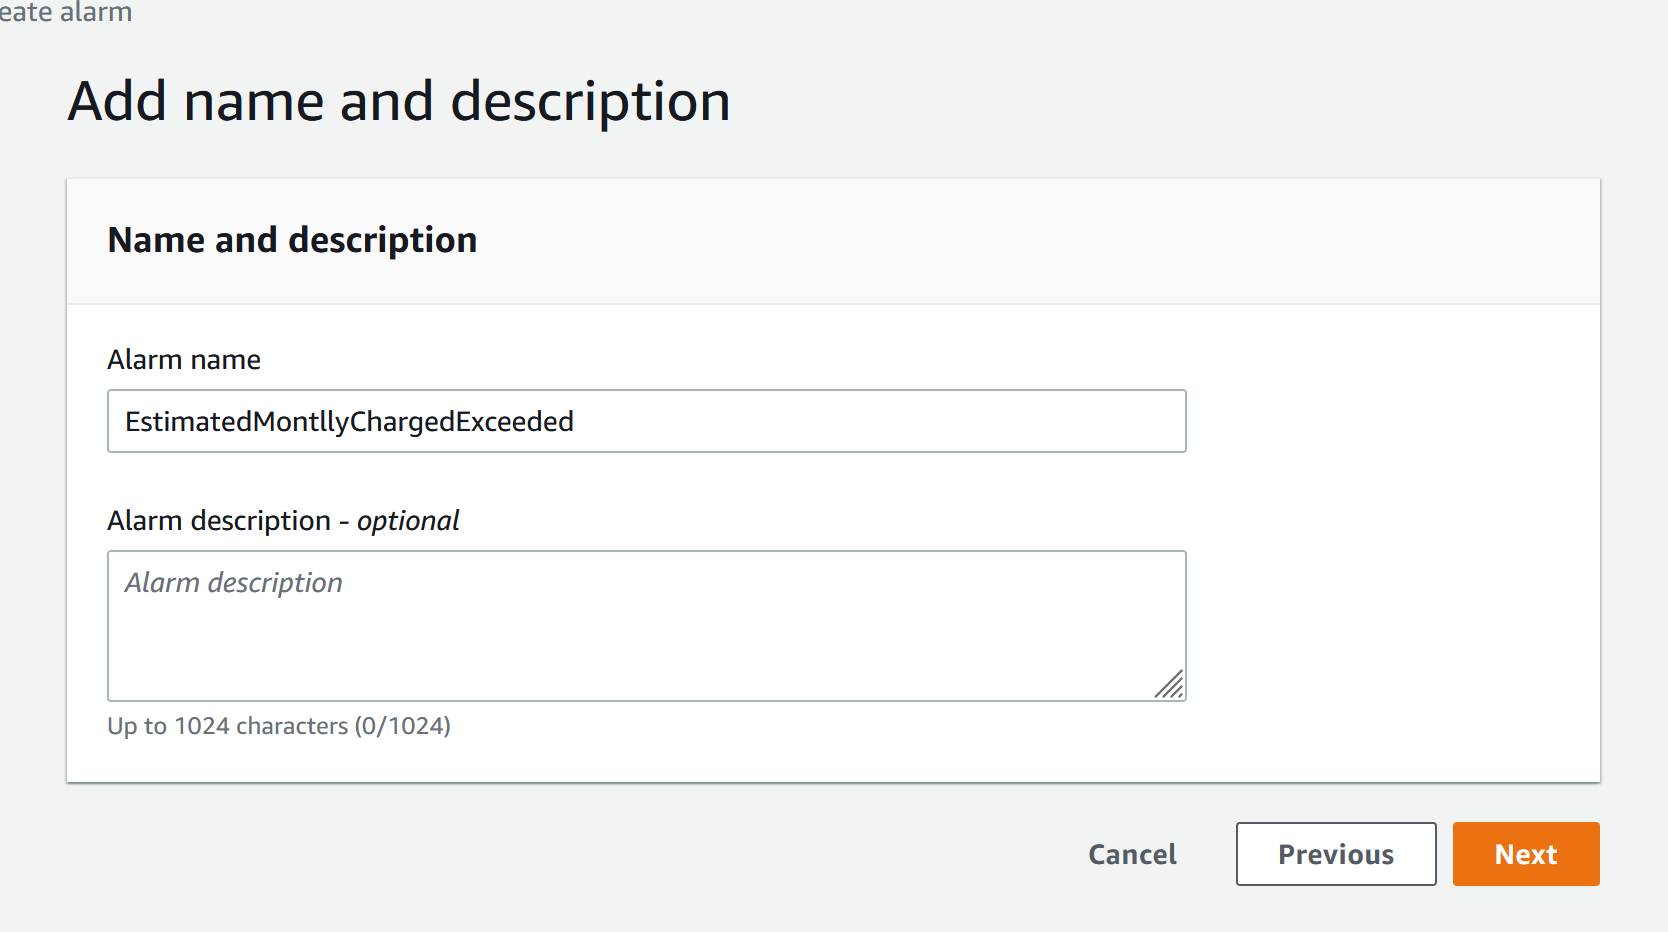 eate alarm
Add name and description
Name and description
Alarm name
EstimatedMontllyChargedExceeded
Alarm description - optional
Alarm description
Up to 1024 characters (0/1024)
Cancel Previous Next